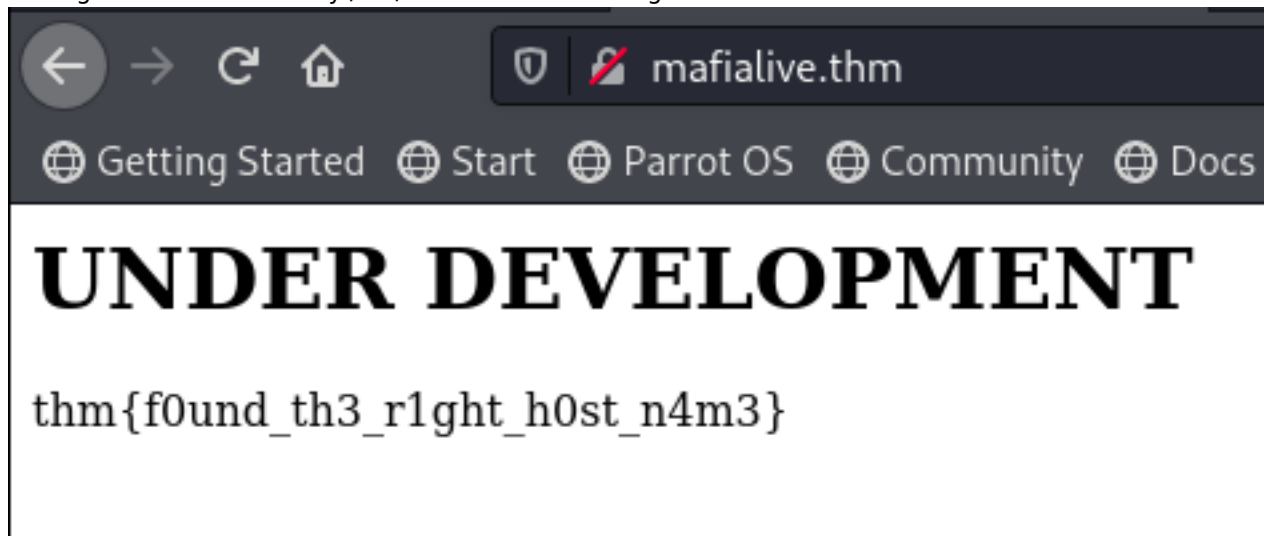 mafialive.thm
Getting Started Start Parrot OS Community Docs
UNDER DEVELOPMENT
thm{f0und_th3_r1ght_h0st_n4m3}